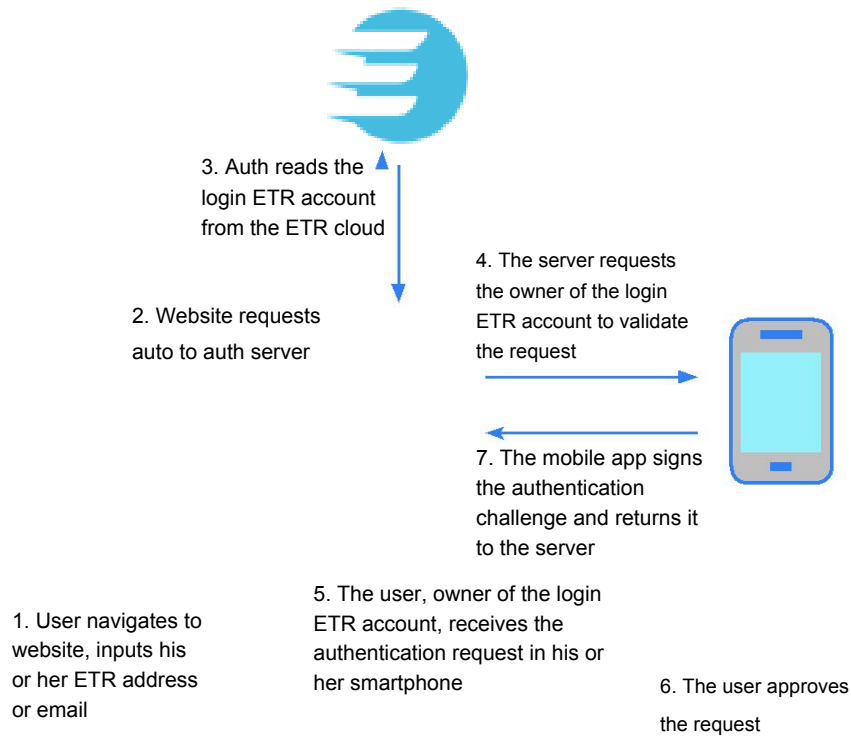 3. Auth reads the
login ETR account
from the ETR cloud
4. The server requests
the owner of the login
ETR account to validate
the request
2. Website requests
auto to auth server
7. The mobile app signs
the authentication
challenge and returns it
to the server
1. User navigates to
website, inputs his
or her ETR address
or email
5. The user, owner of the login
ETR account, receives the
authentication request in his or
her smartphone
6. The user approves
the request